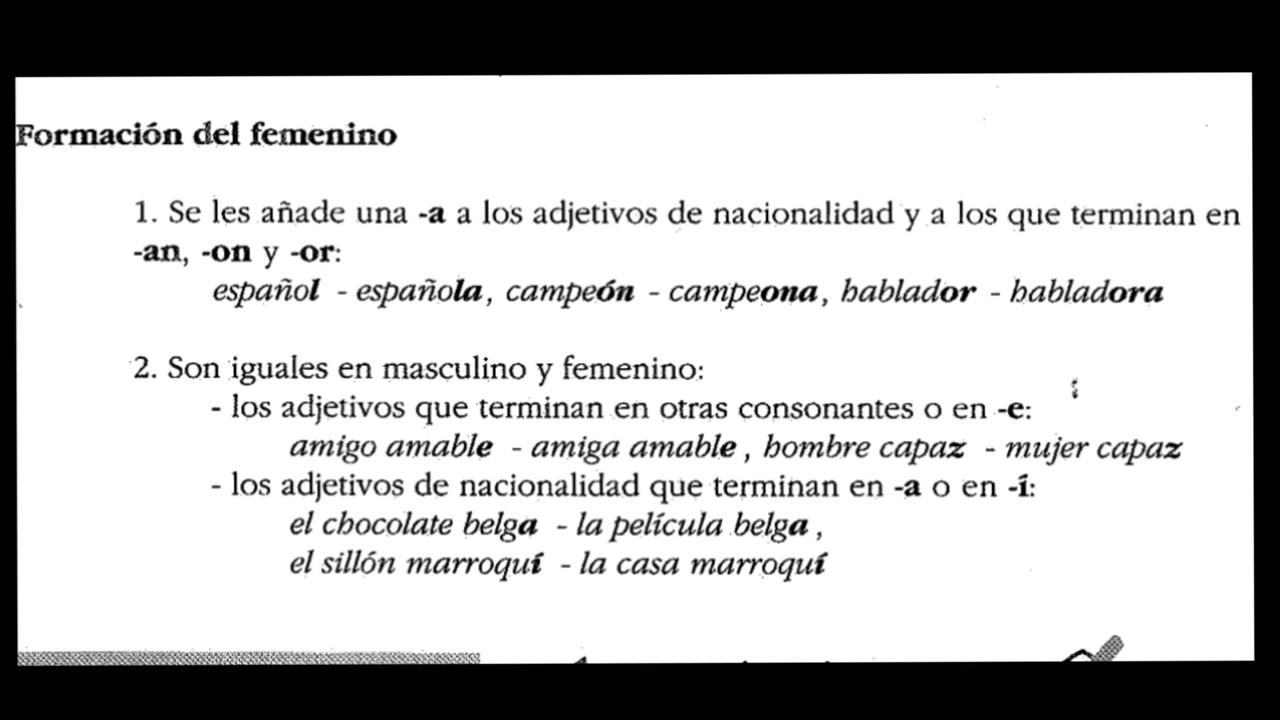 Formación del femenino
1. Se les añade una -a a los adjetivos de nacionalidad y a los que terminan en
-an, -on y -or:
español - española, campeón - campeona, hablador - habladora
2. Son iguales en masculino y femenino:
- los adjetivos que terminan en otras consonantes o en -e:
amigo amable - amiga amable, hombre capaz - mujer capaz
- los adjetivos de nacionalidad que terminan en -a o en -í:
el chocolate belga - la película belga,
el sillón marroquí - la casa marroquí